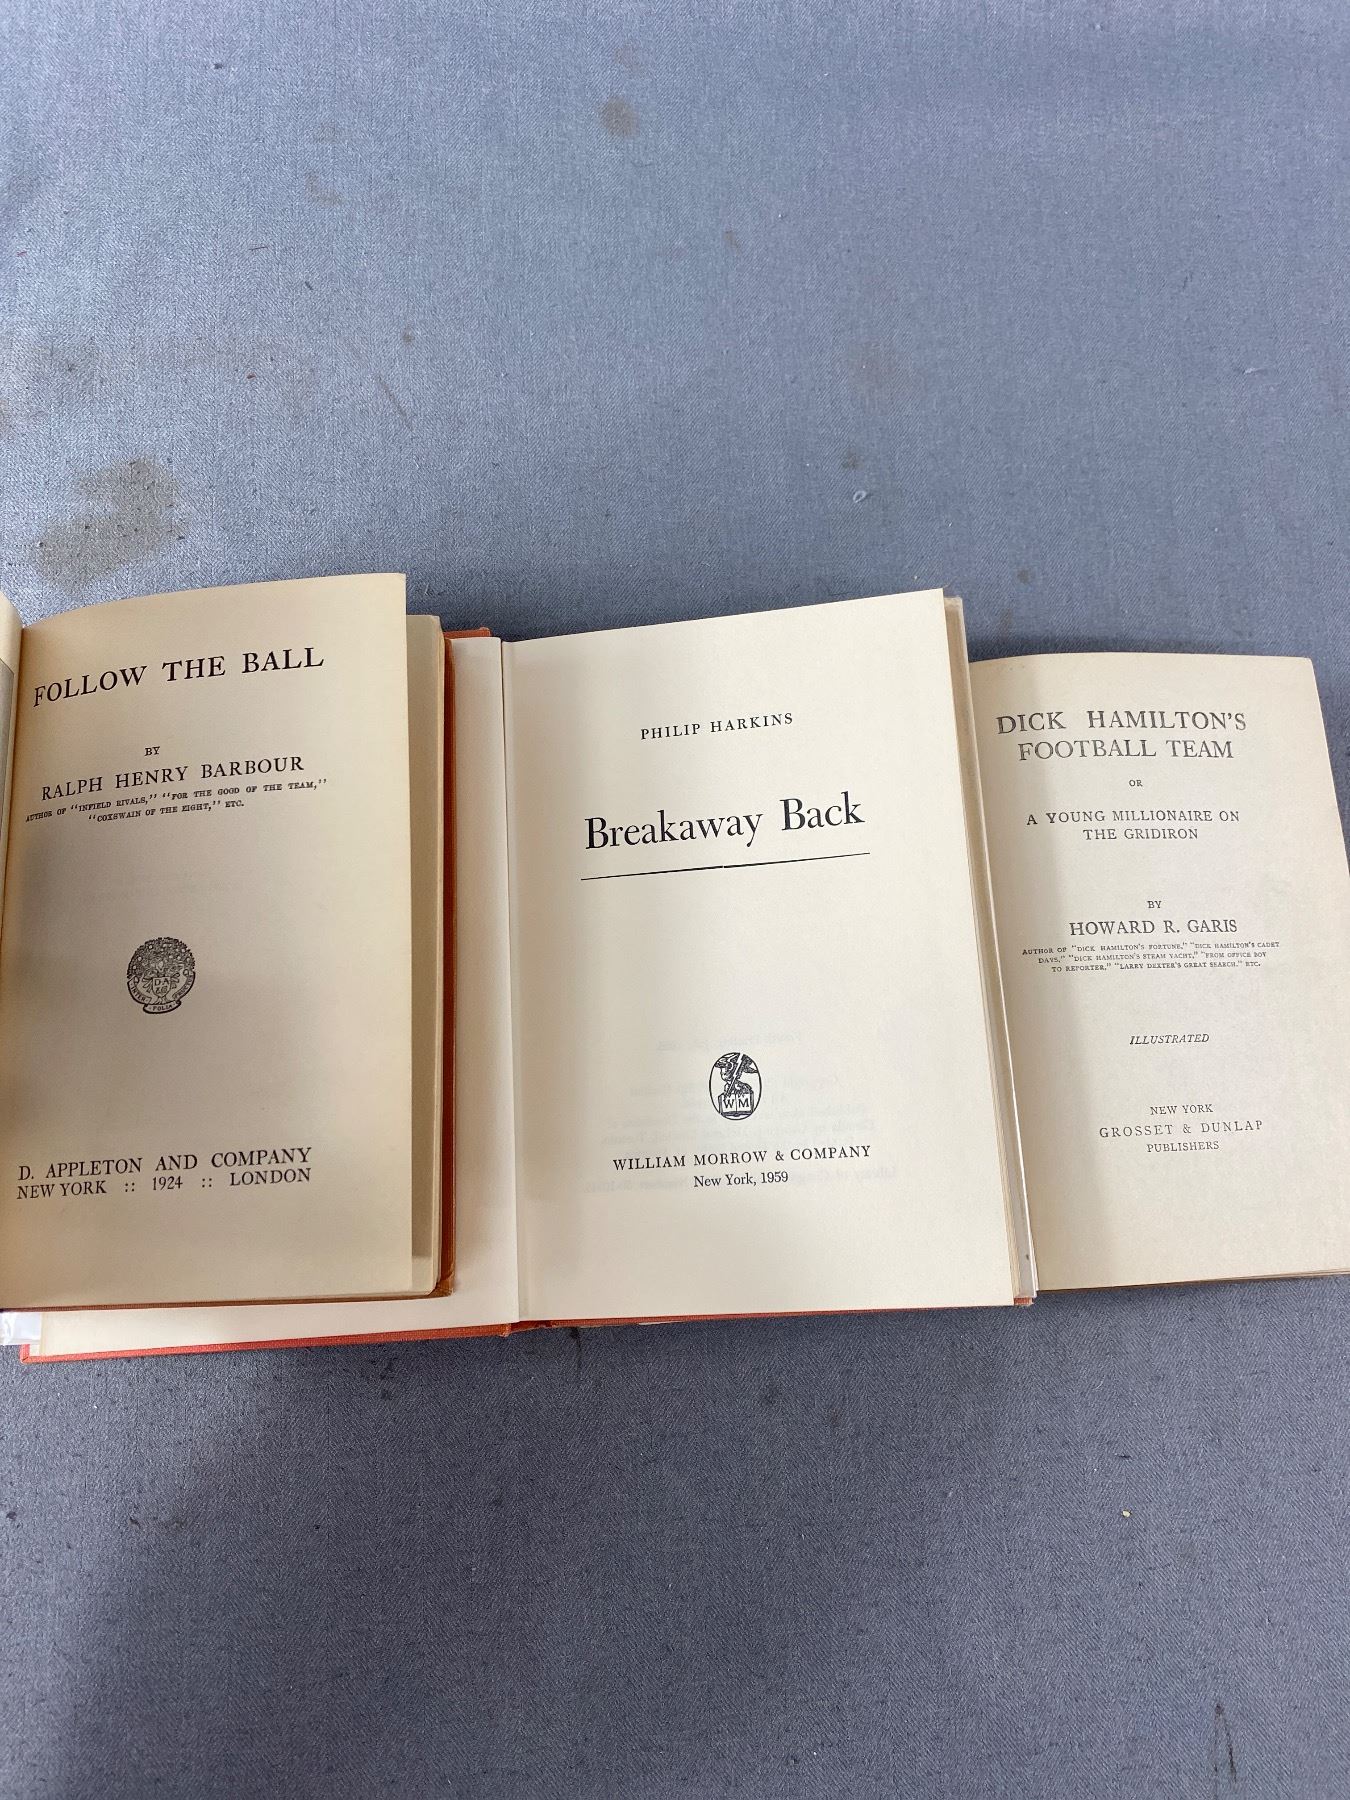 FOLLOW THE BALL
BY
RALPH HENRY BARBOUR
AUTHOR OF "INFIELD RIVALS," "FOR THE GOOD OF THE TEAM,"
"COXSWAIN OF THE EIGHT," ETC.
D A
INTER FOLIA FRUCTUS
D. APPLETON AND COMPANY
NEW YORK :: 1924 :: LONDON
PHILIP HARKINS
Breakaway Back
W M
WILLIAM MORROW & COMPANY
New York, 1959
DICK HAMILTON'S
FOOTBALL TEAM
OR
A YOUNG MILLIONAIRE ON
THE GRIDIRON
BY
HOWARD R. GARIS
AUTHOR OF "DICK HAMILTON'S FORTUNE," "DICK HAMILTON'S CADET
DAYS," "DICK HAMILTON'S STEAM YACHT," "FROM OFFICE BOY
TO REPORTER," "LARRY DEXTER'S GREAT SEARCH," ETC.
ILLUSTRATED
NEW YORK
GROSSET & DUNLAP
PUBLISHERS